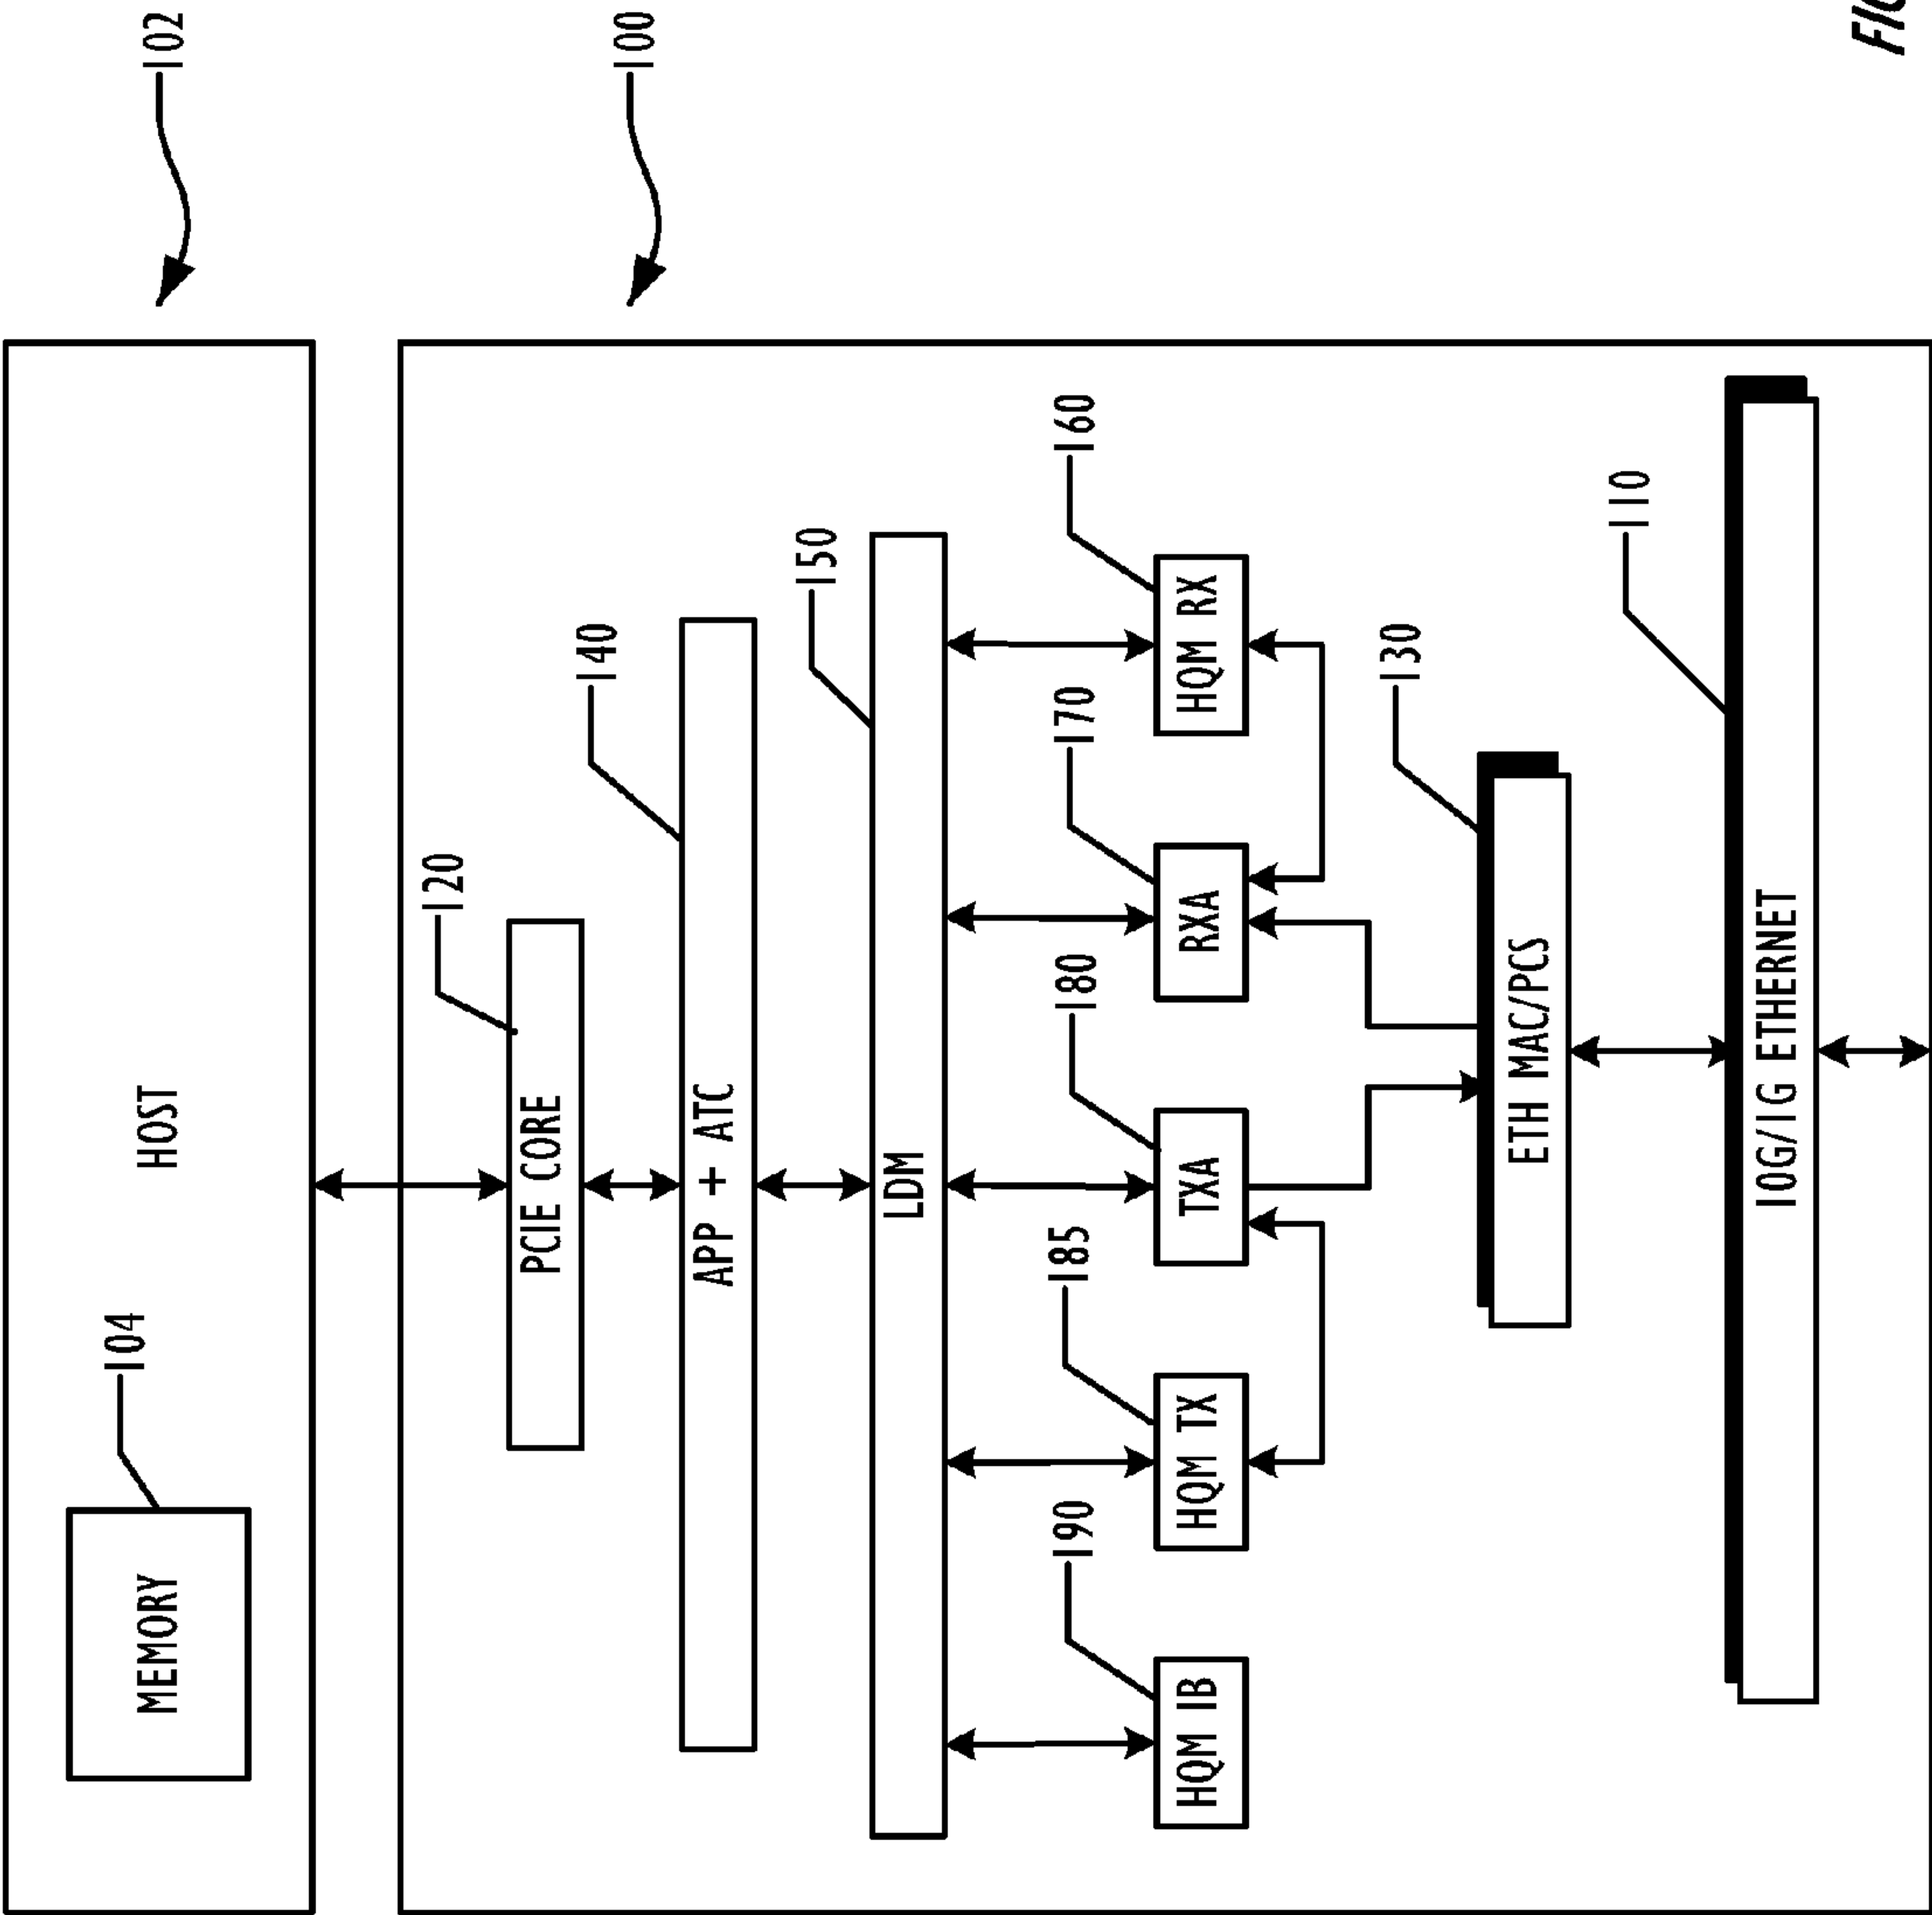 102
HOST
104
MEMORY
100
120
PCIE CORE
140
APP + ATC
150
LDM
190
185
180
170
160
HQM IB
HQM TX
TXA
RXA
HQM RX
130
ETH MAC/PCS
110
10G/1G ETHERNET